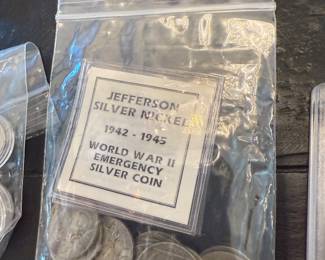 JEFFERSON
SILVER NICKEL
1942 - 1945
WORLD WAR II
EMERGENCY
SILVER COIN